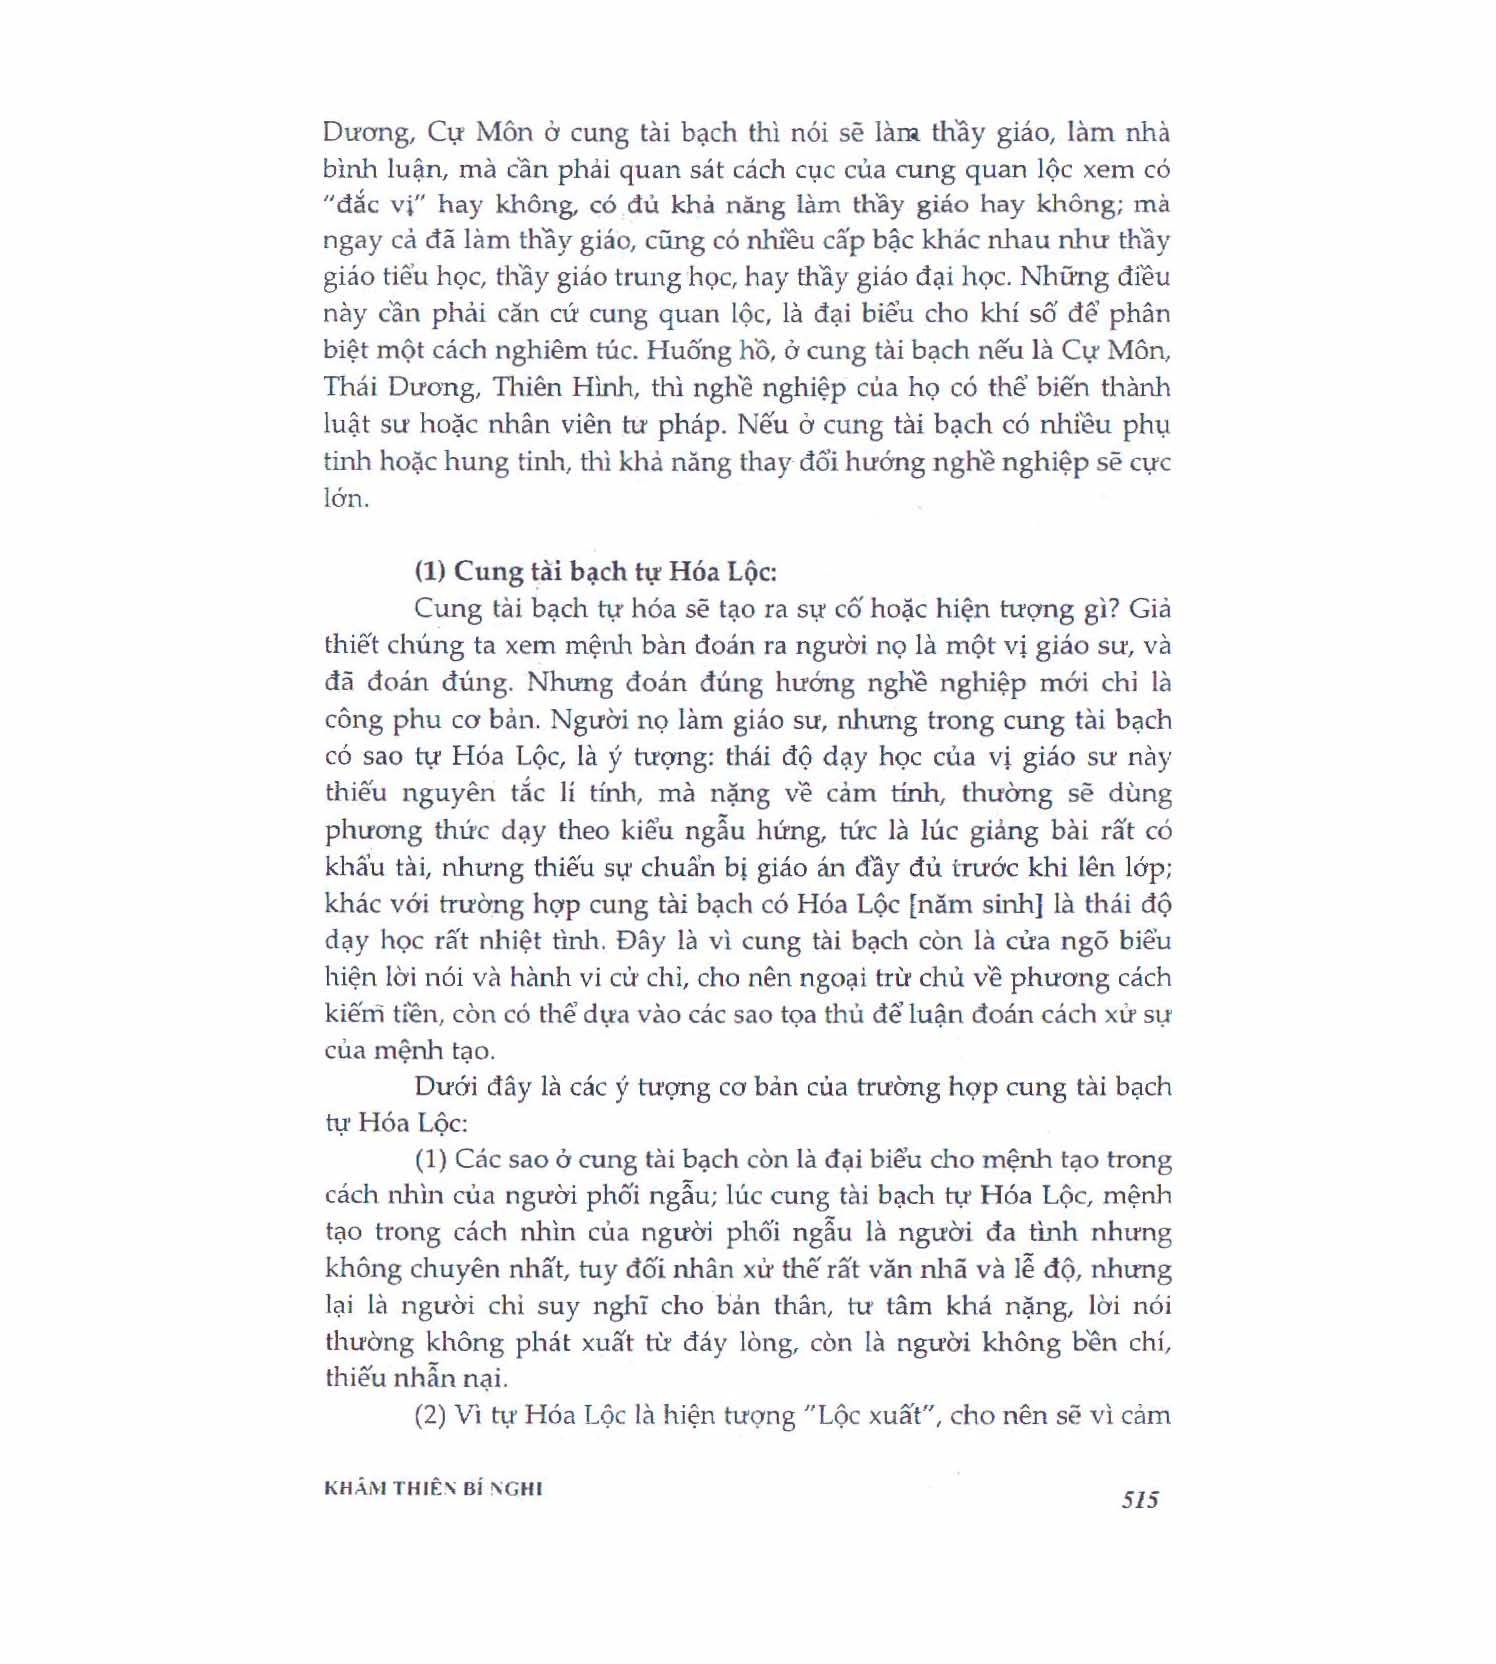 Dương, Cự Môn ở cung tài bạch thì nói sẽ làm thầy giáo, làm nhà
bình luận, mà cần phải quan sát cách cục của cung quan lộc xem có
"đắc vị" hay không, có đủ khả năng làm thầy giáo hay không; mà
ngay cả đã làm thầy giáo, cũng có nhiều cấp bậc khác nhau như thầy
giáo tiểu học, thầy giáo trung học, hay thầy giáo đại học. Những điều
này cần phải căn cứ cung quan lộc, là đại biểu cho khí số để phân
biệt một cách nghiêm túc. Huống hồ, ở cung tài bạch nếu là Cự Môn,
Thái Dương, Thiên Hình, thì nghề nghiệp của họ có thể biến thành
luật sư hoặc nhân viên tư pháp. Nếu ở cung tài bạch có nhiều phụ
tinh hoặc hung tinh, thì khả năng thay đổi hướng nghề nghiệp sẽ cực
lớn.
(1) Cung tài bạch tự Hóa Lộc:
Cung tài bạch tự hóa sẽ tạo ra sự cố hoặc hiện tượng gì? Giả
thiết chúng ta xem mệnh bàn đoán ra người nọ là một vị giáo sư, và
đã đoán đúng. Nhưng đoán đúng hướng nghề nghiệp mới chỉ là
công phu cơ bản. Người nọ làm giáo sư, nhưng trong cung tài bạch
có sao tự Hóa Lộc, là ý tượng: thái độ dạy học của vị giáo sư này
thiếu nguyên tắc lí tính, mà nặng về cảm tính, thường sẽ dùng
phương thức dạy theo kiểu ngẫu hứng, tức là lúc giảng bài rất có
khẩu tài, nhưng thiếu sự chuẩn bị giáo án đầy đủ trước khi lên lớp;
khác với trường hợp cung tài bạch có Hóa Lộc [năm sinh] là thái độ
dạy học rất nhiệt tình. Đây là vì cung tài bạch còn là cửa ngõ biểu
hiện lời nói và hành vi cử chỉ, cho nên ngoại trừ chủ về phương cách
kiếm tiền, còn có thể dựa vào các sao tọa thủ để luận đoán cách xử sự
của mệnh tạo.
Dưới đây là các ý tượng cơ bản của trường hợp cung tài bạch
tự Hóa Lộc:
(1) Các sao ở cung tài bạch còn là đại biểu cho mệnh tạo trong
cách nhìn của người phối ngẫu; lúc cung tài bạch tự Hóa Lộc, mệnh
tạo trong cách nhìn của người phối ngẫu là người đa tình nhưng
không chuyên nhất, tuy đối nhân xử thế rất văn nhã và lễ độ, nhưng
lại là người chỉ suy nghĩ cho bản thân, tư tâm khá nặng, lời nói
thường không phát xuất từ đáy lòng, còn là người không bền chí,
thiếu nhẫn nại.
(2) Vì tự Hóa Lộc là hiện tượng "Lộc xuất", cho nên sẽ vì cảm
KHÂM THIÊN BÍ NGHI
515